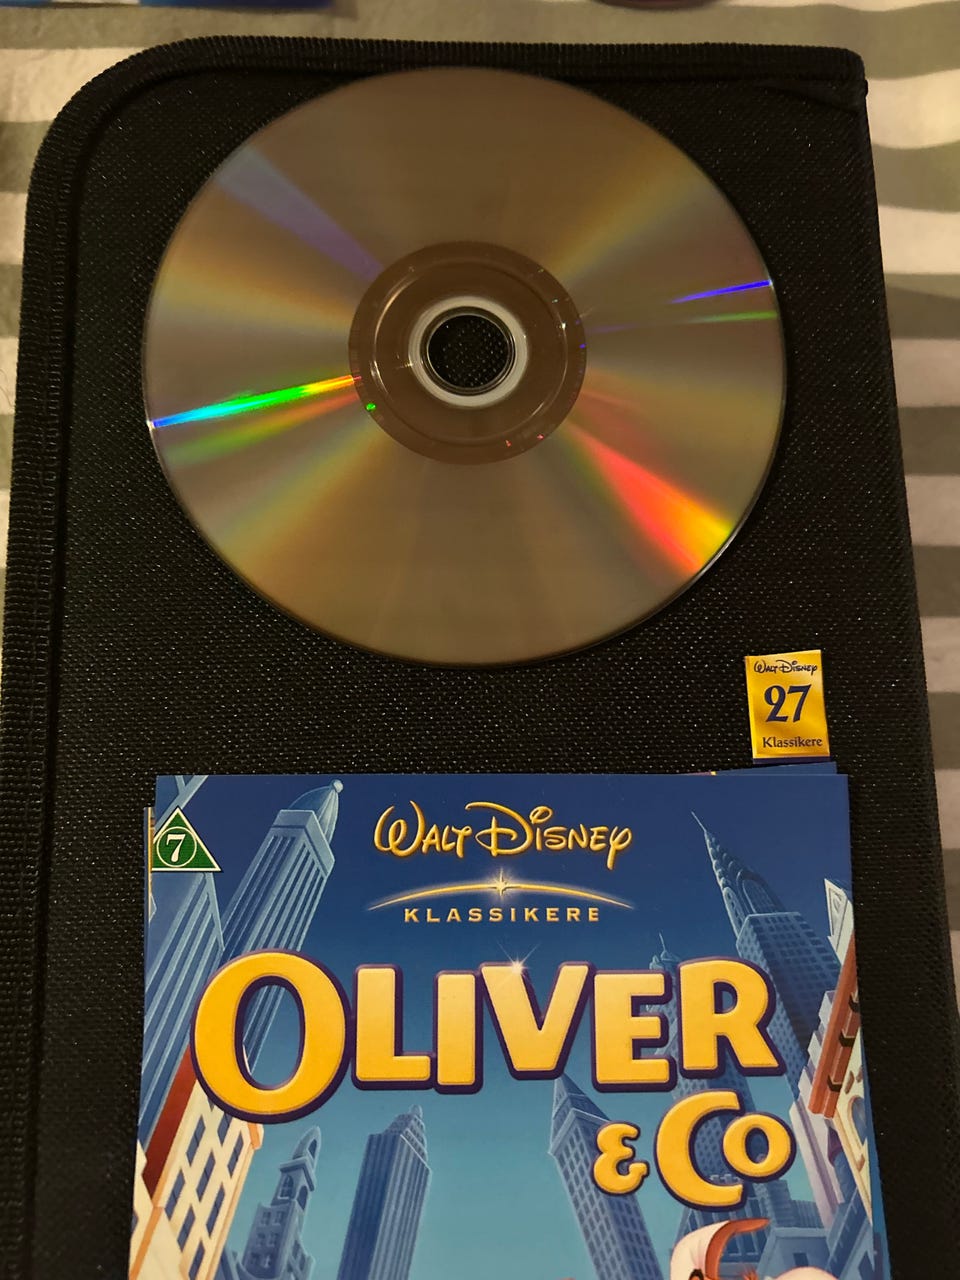 Walt Disney
27
Klassikere
7
Walt Disney
KLASSIKERE
OLIVER
& Co